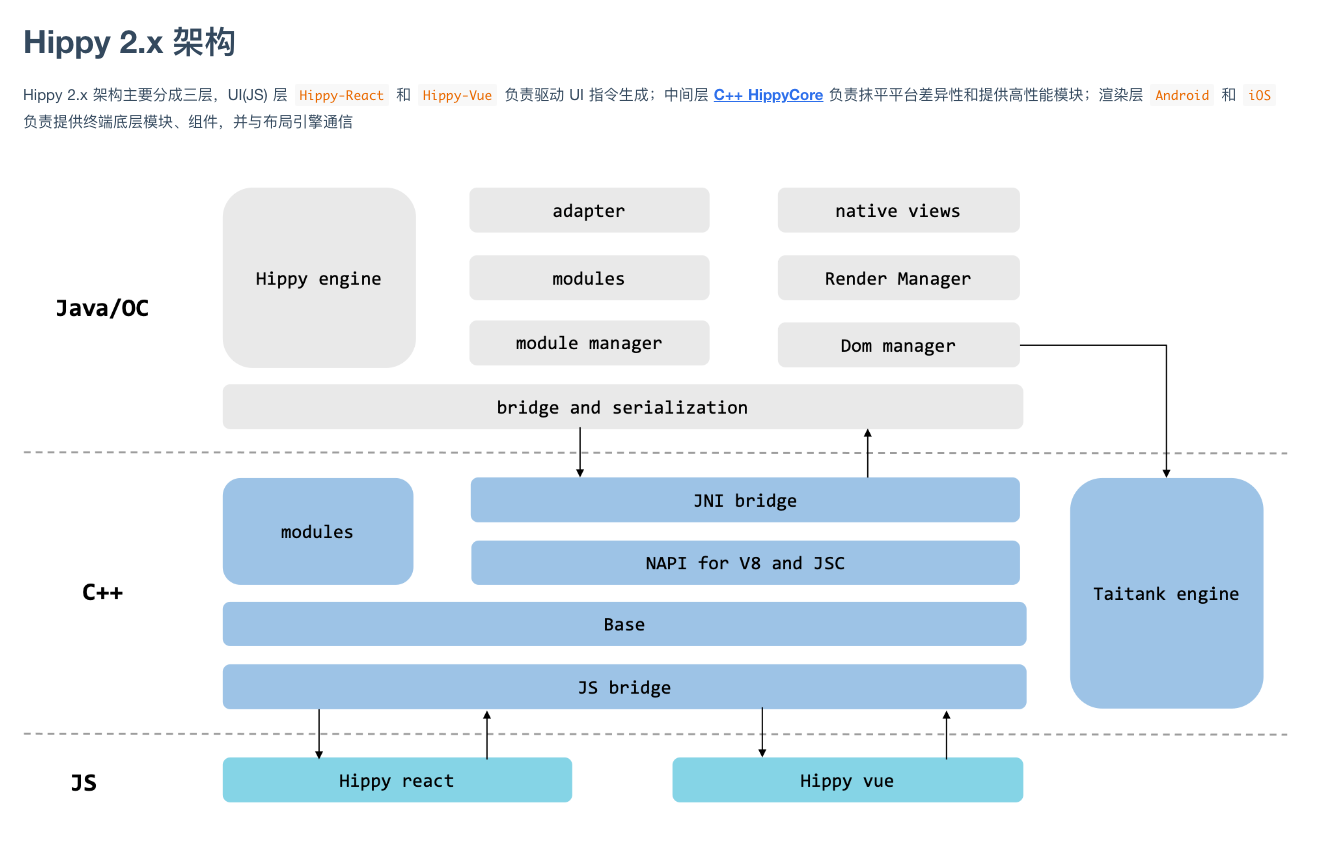 Hippy 2.x 架构
Hippy 2.x 架构主要分成三层，UI(JS) 层 Hippy-React 和 Hippy-Vue 负责驱动 UI 指令生成；中间层 C++ HippyCore 负责抹平平台差异性和提供高性能模块；渲染层 Android 和 iOS
负责提供终端底层模块、组件，并与布局引擎通信
adapter
native views
Hippy engine
modules
Render Manager
Java/OC
module manager
Dom manager
bridge and serialization
JNI bridge
modules
NAPI for V8 and JSC
C++
Taitank engine
Base
JS bridge
JS
Hippy react
Hippy vue